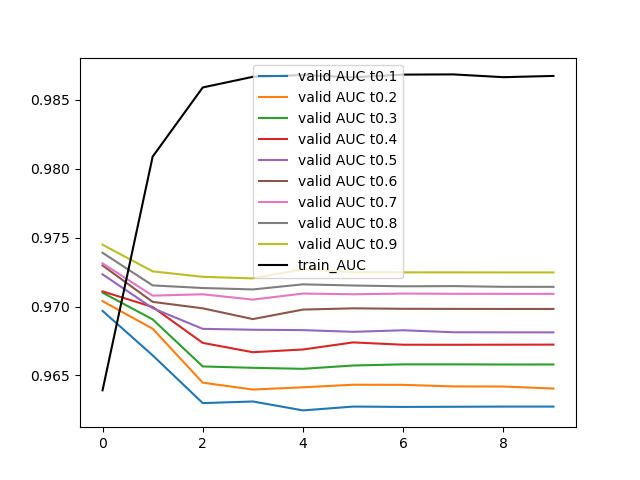 0.985
0.980
0.975
0.970
0.965
0
2
4
6
8
valid AUC t0.1
valid AUC t0.2
valid AUC t0.3
valid AUC t0.4
valid AUC t0.5
valid AUC t0.6
valid AUC t0.7
valid AUC t0.8
valid AUC t0.9
train_AUC